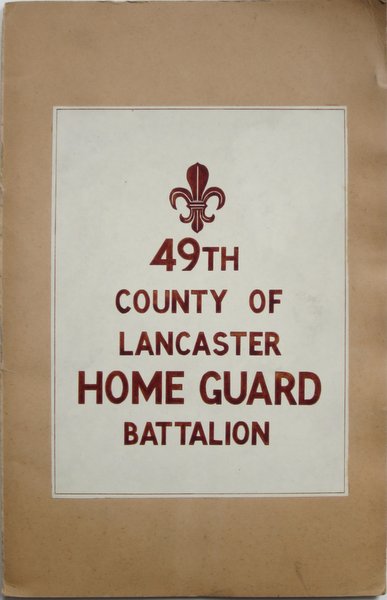 49TH
COUNTY OF
LANCASTER
HOME GUARD
BATTALION